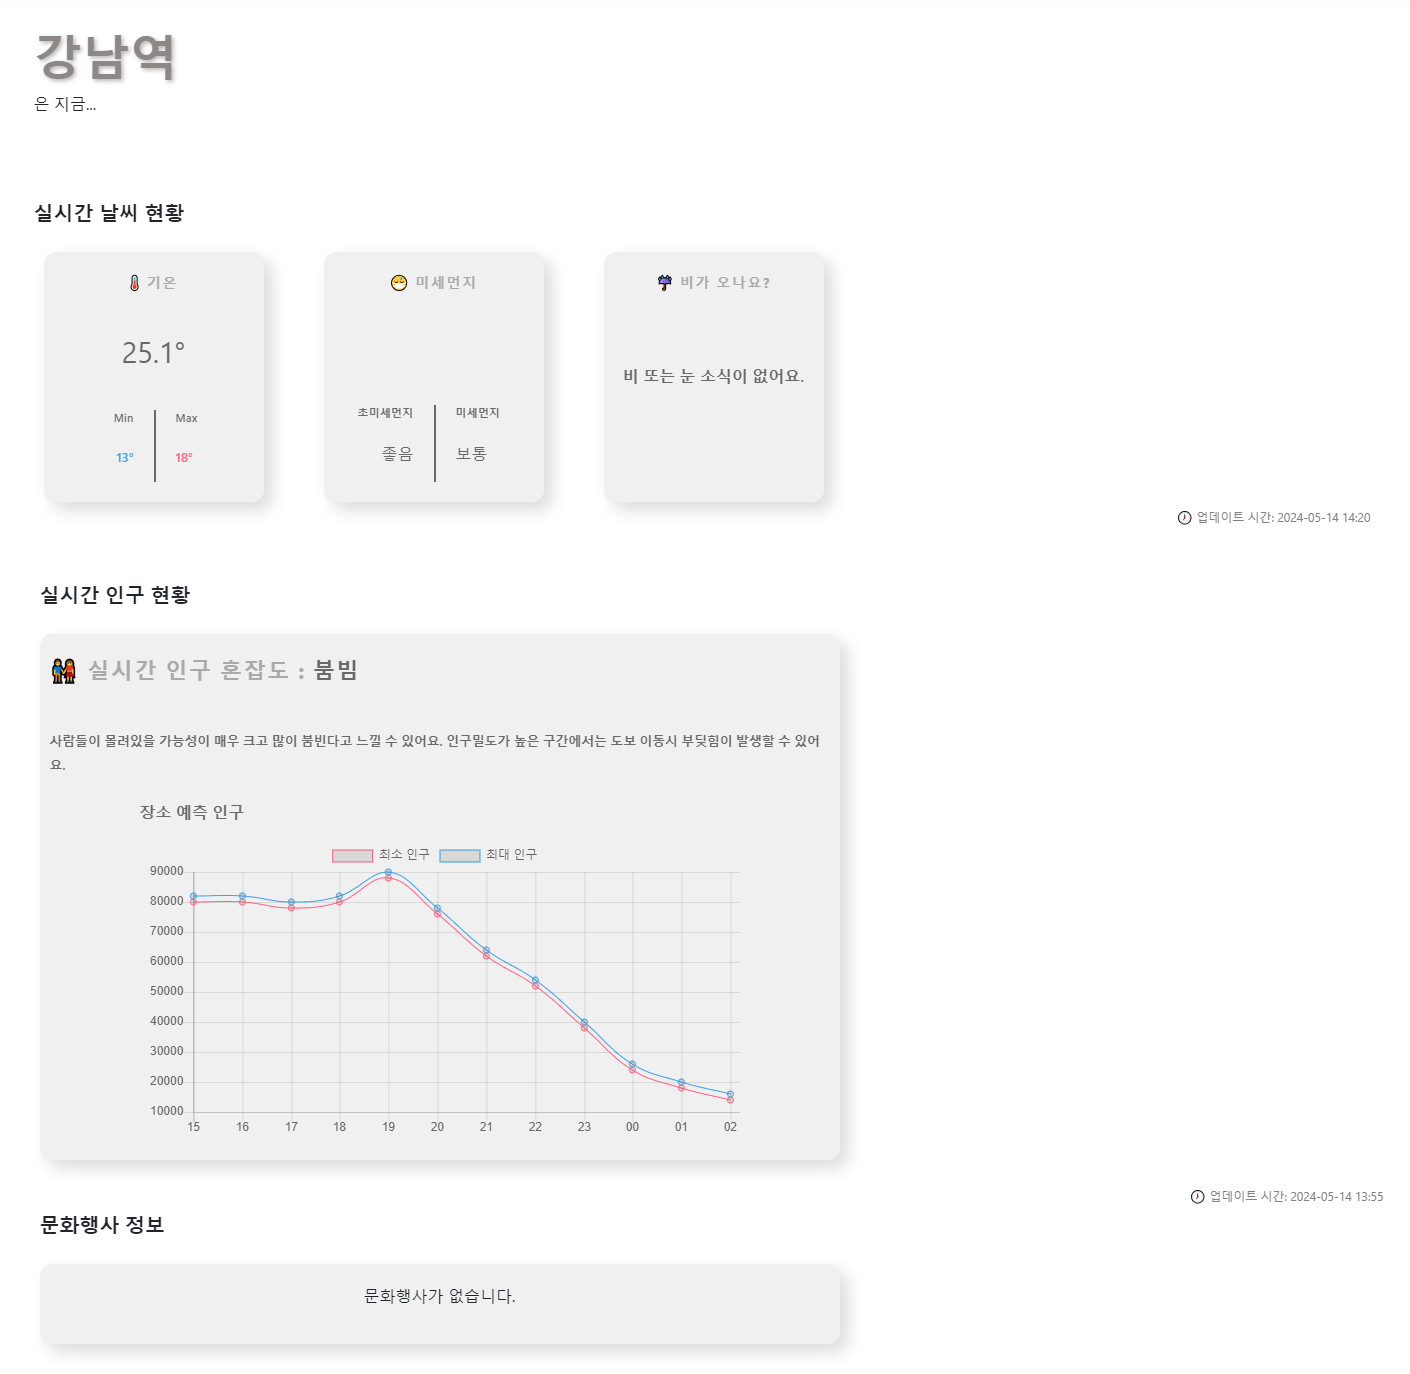 강남역
은 지금...
실시간 날씨 현황
기온
25.1°
Min
Max
13°
18°
미세먼지
초미세먼지
미세먼지
좋음
보통
비가 오나요?
비 또는 눈 소식이 없어요.
업데이트 시간: 2024-05-14 14:20
실시간 인구 현황
실시간 인구 혼잡도 : 붐빔
사람들이 몰려있을 가능성이 매우 크고 많이 붐빈다고 느낄 수 있어요. 인구밀도가 높은 구간에서는 도보 이동시 부딪힘이 발생할 수 있어
요.
장소 예측 인구
최소 인구 최대 인구
90000
80000
70000
60000
50000
40000
30000
20000
10000
15 16 17 18 19 20 21 22 23 00 01 02
업데이트 시간: 2024-05-14 13:55
문화행사 정보
문화행사가 없습니다.